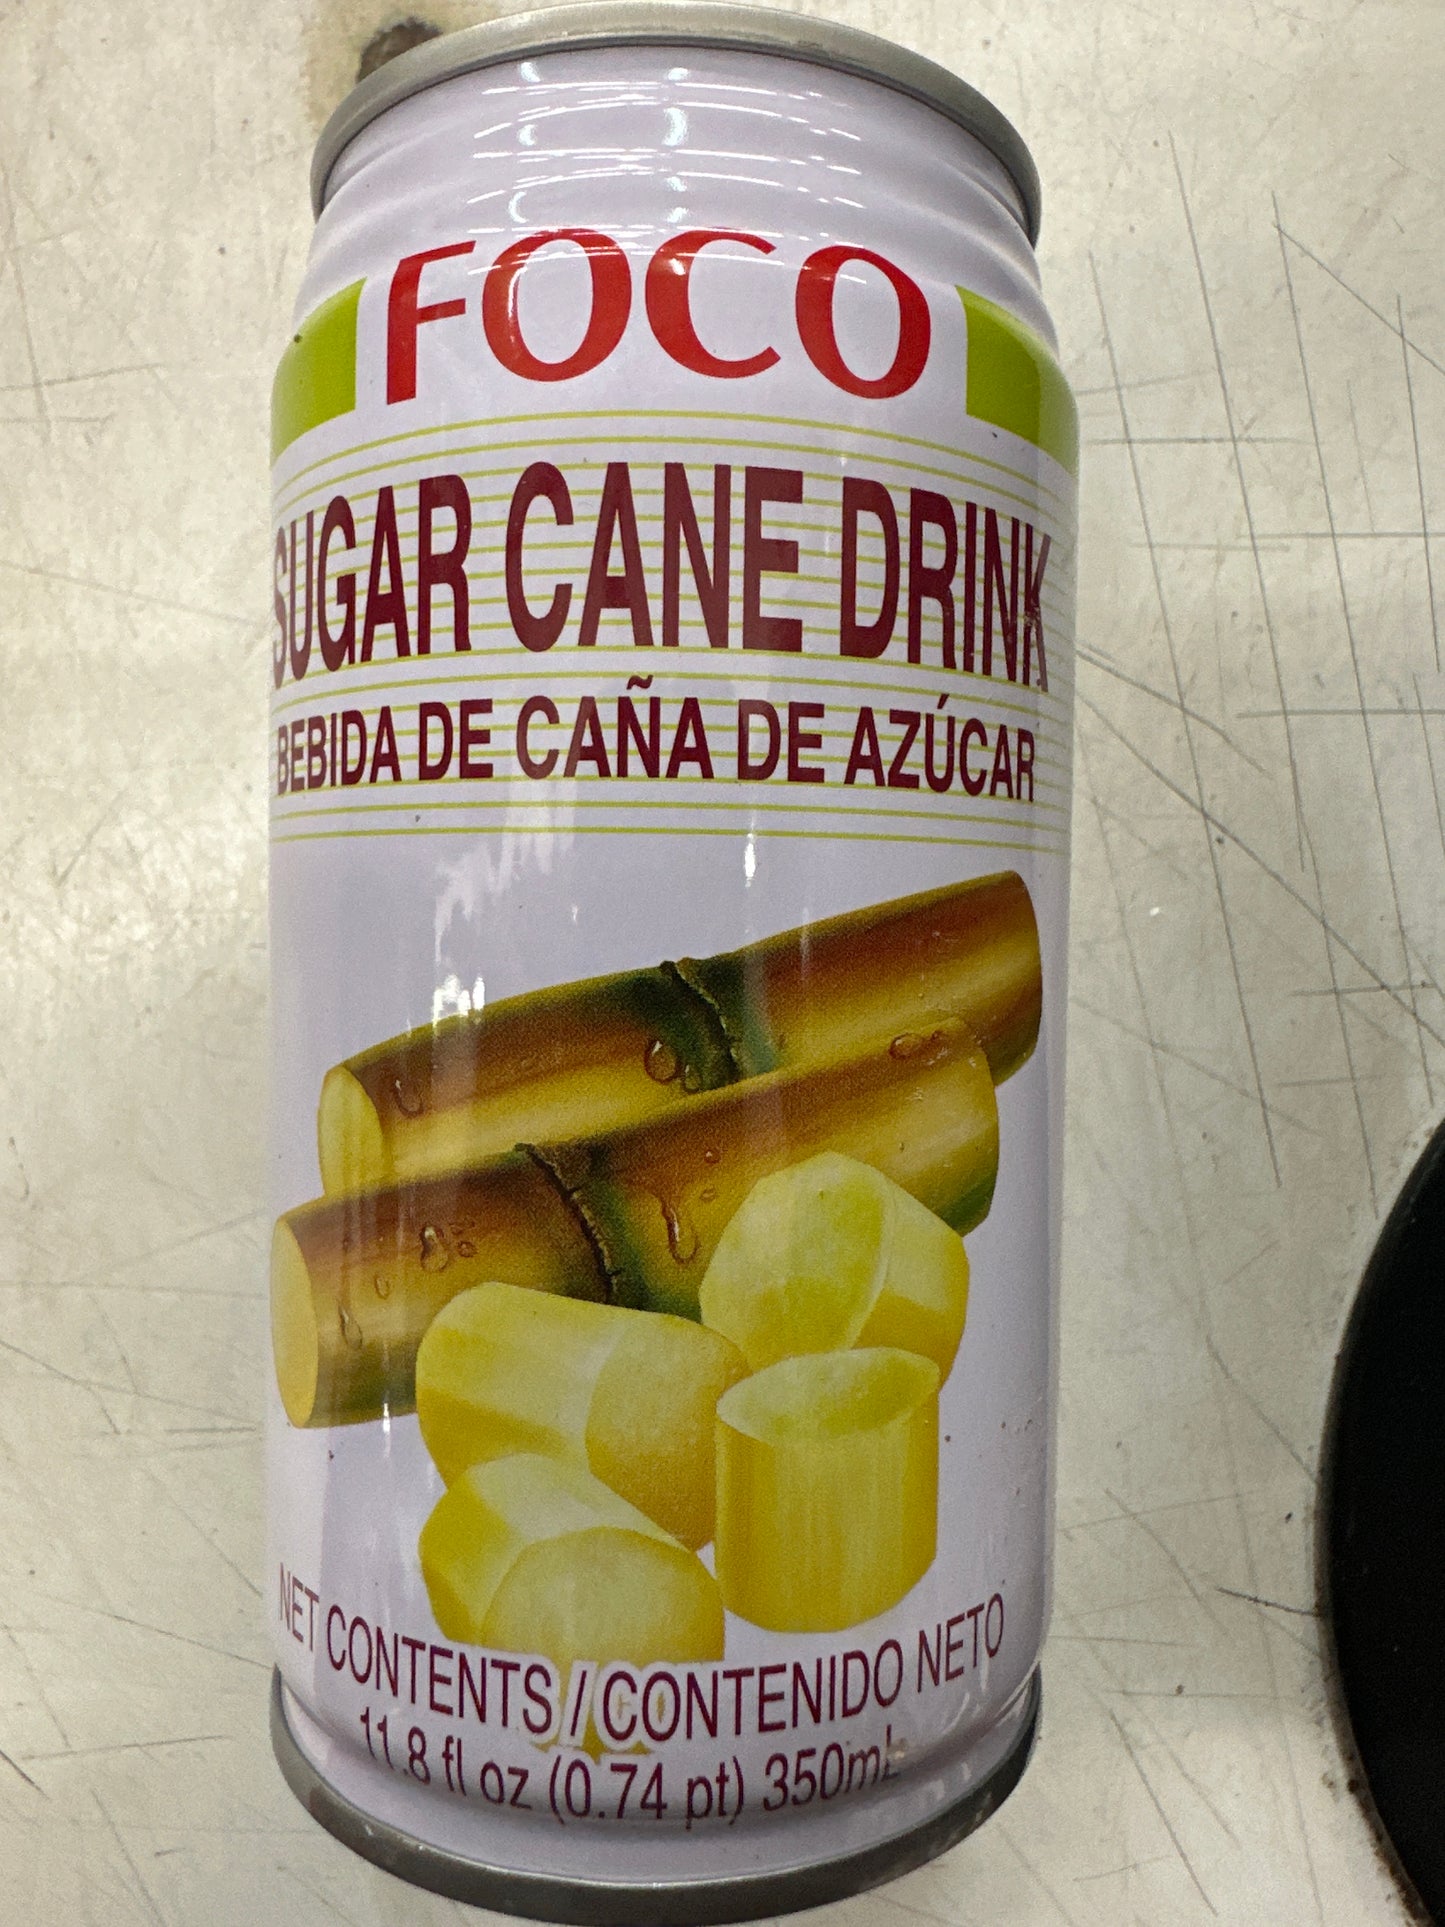 FOCO
SUGAR CANE DRINK
BEBIDA DE CAÑA DE AZÚCAR
NET CONTENTS / CONTENIDO NETO
11.8 fl oz (0.74 pt) 350mL